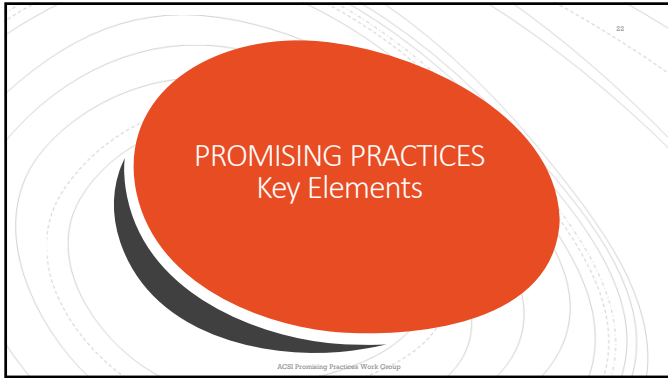 22
PROMISING PRACTICES
Key Elements
ACSI Promising Practices Work Group